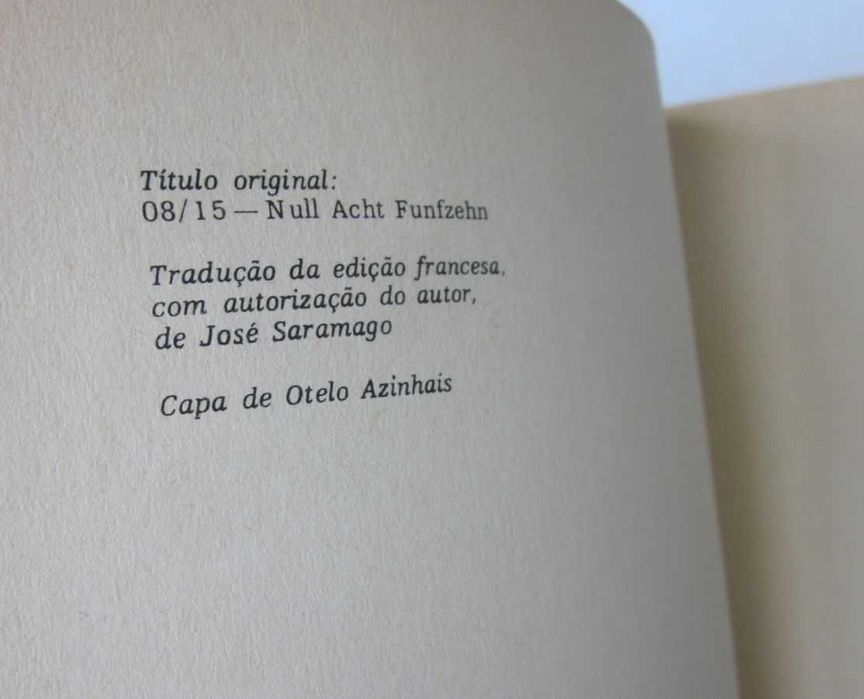 Título original:
08/15 — Null Acht Funfzehn
Tradução da edição francesa,
com autorização do autor,
de José Saramago
Capa de Otelo Azinhais